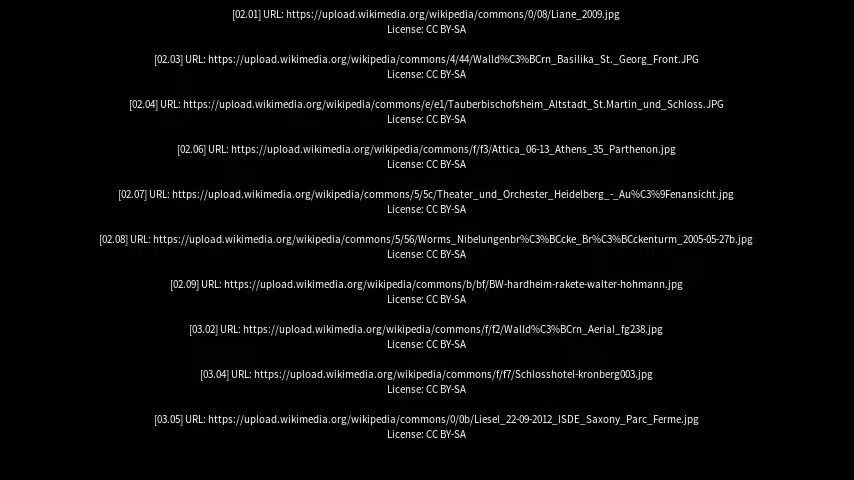 [02.01] URL: https://upload.wikimedia.org/wikipedia/commons/0/08/Liane_2009.jpg
License: CC BY-SA
[02.03] URL: https://upload.wikimedia.org/wikipedia/commons/4/44/Walld%C3%BCrn_Basilika_St._Georg_Front.JPG
License: CC BY-SA
[02.04] URL: https://upload.wikimedia.org/wikipedia/commons/e/e1/Tauberbischofsheim_Altstadt_St.Martin_und_Schloss.JPG
License: CC BY-SA
[02.06] URL: https://upload.wikimedia.org/wikipedia/commons/f/f3/Attica_06-13_Athens_35_Parthenon.jpg
License: CC BY-SA
[02.07] URL: https://upload.wikimedia.org/wikipedia/commons/5/5c/Theater_und_Orchester_Heidelberg_-_Au%C3%9Fenansicht.jpg
License: CC BY-SA
[02.08] URL: https://upload.wikimedia.org/wikipedia/commons/5/56/Worms_Nibelungenbr%C3%BCcke_Br%C3%BCckenturm_2005-05-27b.jpg
License: CC BY-SA
[02.09] URL: https://upload.wikimedia.org/wikipedia/commons/b/bf/BW-hardheim-rakete-walter-hohmann.jpg
License: CC BY-SA
[03.02] URL: https://upload.wikimedia.org/wikipedia/commons/f/f2/Walld%C3%BCrn_Aerial_fg238.jpg
License: CC BY-SA
[03.04] URL: https://upload.wikimedia.org/wikipedia/commons/f/f7/Schlosshotel-kronberg003.jpg
License: CC BY-SA
[03.05] URL: https://upload.wikimedia.org/wikipedia/commons/0/0b/Liesel_22-09-2012_ISDE_Saxony_Parc_Ferme.jpg
License: CC BY-SA